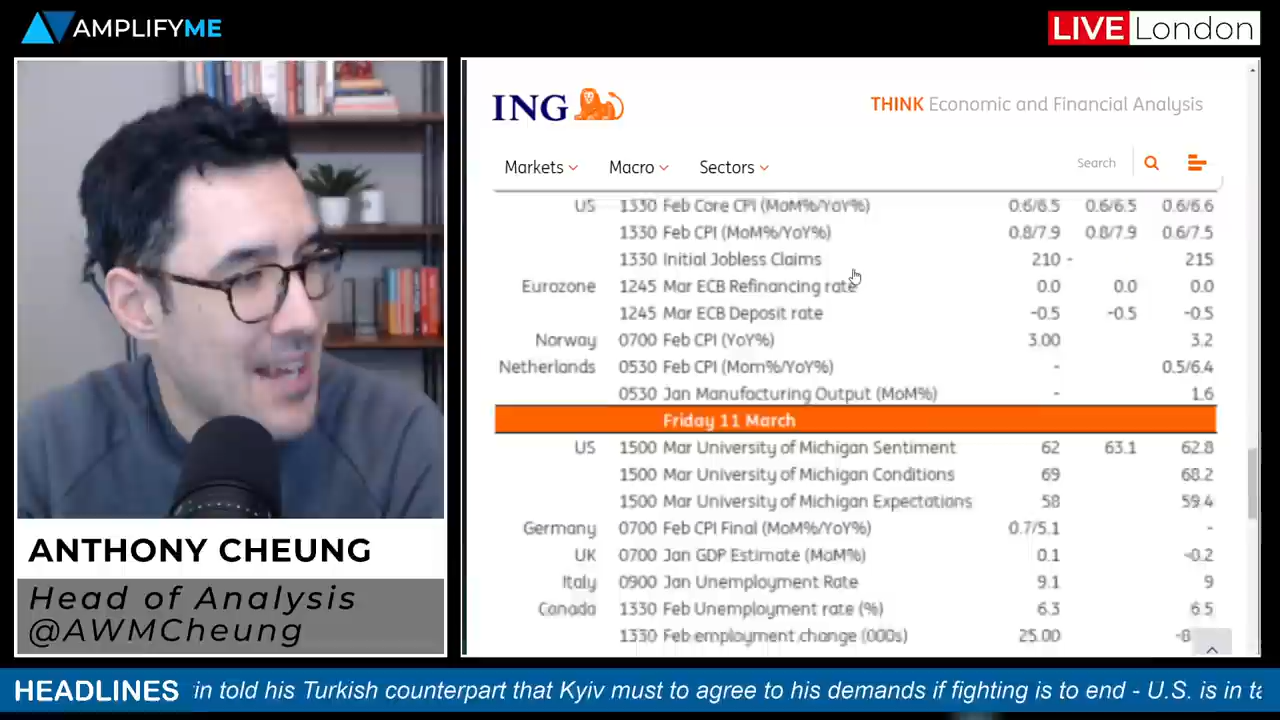 AMPLIFYME
LIVE London
ING
THINK Economic and Financial Analysis
Markets Macro Sectors Search
US 1330 Feb Core CPI (MoM%/YoY%) 0.6/6.5 0.6/6.5 0.6/6.6
1330 Feb CPI (MoM%/YoY%) 0.8/7.9 0.8/7.9 0.6/7.5
1330 Initial Jobless Claims 210 - 215
Eurozone 1245 Mar ECB Refinancing rate 0.0 0.0 0.0
1245 Mar ECB Deposit rate -0.5 -0.5 -0.5
Norway 0700 Feb CPI (YoY%) 3.00 3.2
Netherlands 0530 Feb CPI (Mom%/YoY%) - 0.5/6.4
0530 Jan Manufacturing Output (MoM%) - 1.6
Friday 11 March
US 1500 Mar University of Michigan Sentiment 62 63.1 62.8
1500 Mar University of Michigan Conditions 69 68.2
1500 Mar University of Michigan Expectations 58 59.4
Germany 0700 Feb CPI Final (MoM%/YoY%) 0.7/5.1 -
UK 0700 Jan GDP Estimate (MoM%) 0.1 -0.2
Italy 0900 Jan Unemployment Rate 9.1 9
Canada 1330 Feb Unemployment rate (%) 6.3 6.5
1330 Feb employment change (000s) 25.00 -8
ANTHONY CHEUNG
Head of Analysis
@AWMCheung
HEADLINES in told his Turkish counterpart that Kyiv must to agree to his demands if fighting is to end - U.S. is in ta